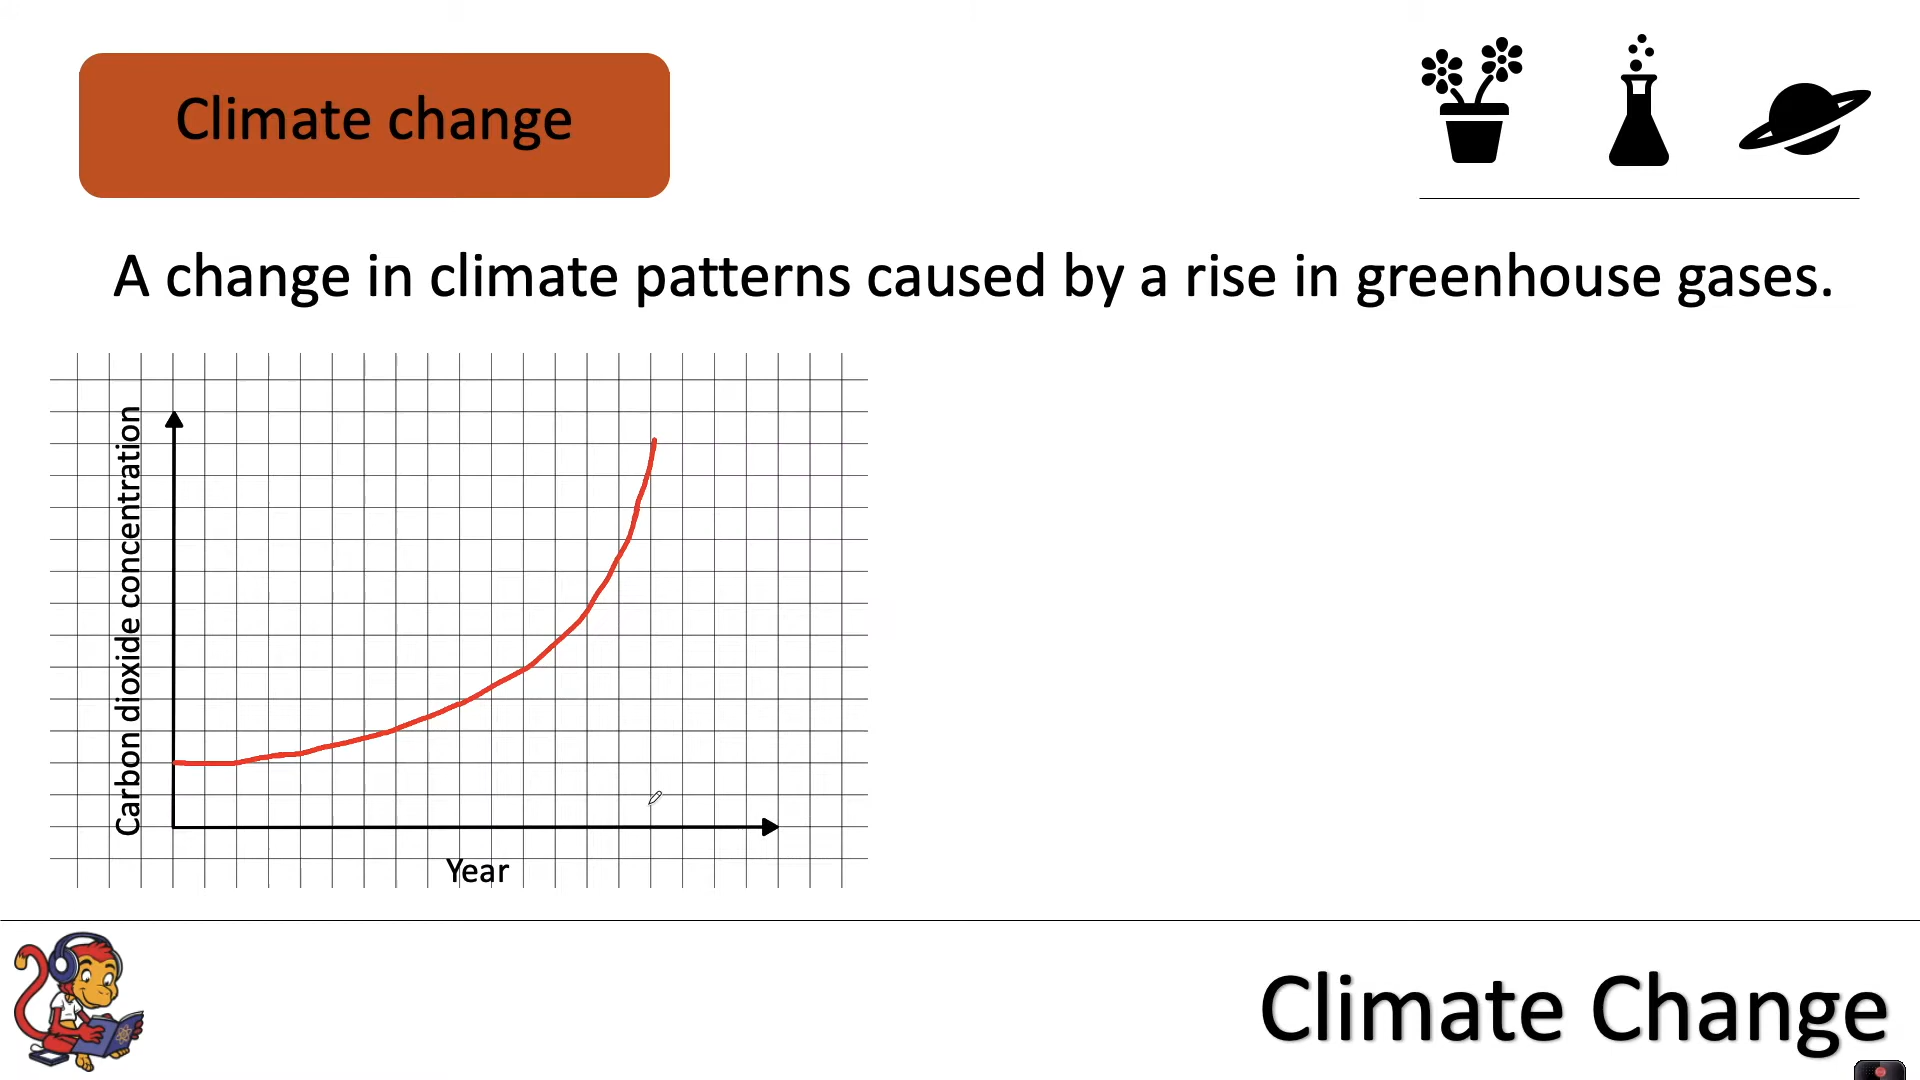 Climate change
A change in climate patterns caused by a rise in greenhouse gases.
Carbon dioxide concentration
Year
Climate Change